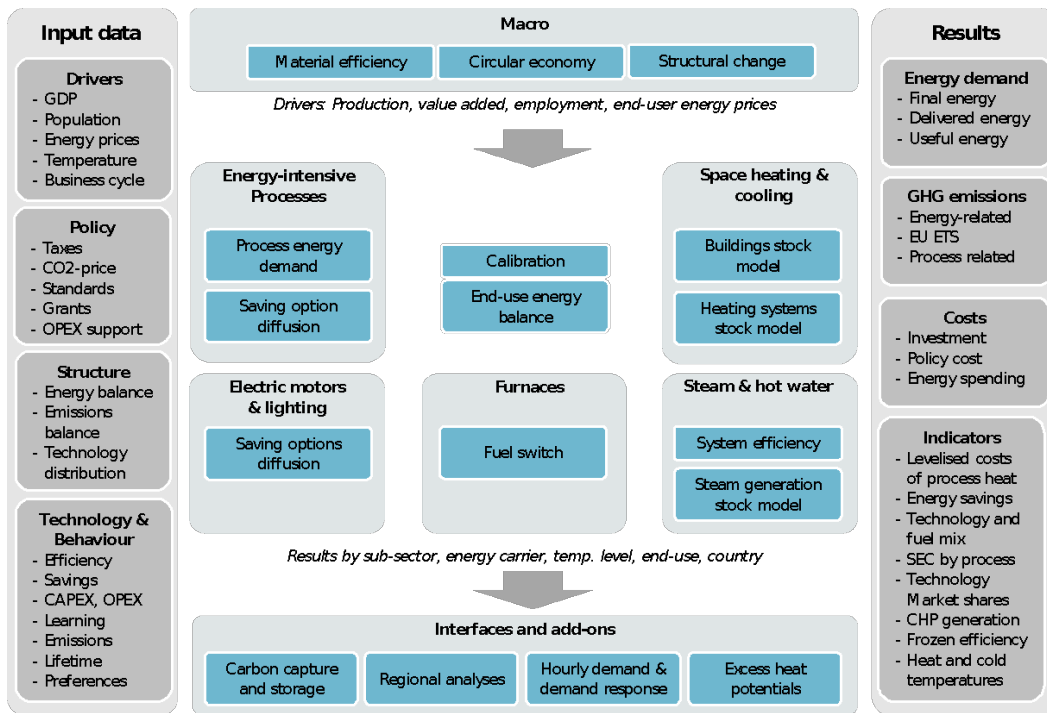 Input data
Drivers
- GDP
- Population
- Energy prices
- Temperature
- Business cycle
Policy
- Taxes
- CO2-price
- Standards
- Grants
- OPEX support
Structure
- Energy balance
- Emissions
balance
- Technology
distribution
Technology &
Behaviour
- Efficiency
- Savings
- CAPEX, OPEX
- Learning
- Emissions
- Lifetime
- Preferences
Macro
Material efficiency
Circular economy
Structural change
Drivers: Production, value added, employment, end-user energy prices
Energy-intensive
Processes
Process energy
demand
Saving option
diffusion
Calibration
End-use energy
balance
Space heating &
cooling
Buildings stock
model
Heating systems
stock model
Electric motors
& lighting
Saving options
diffusion
Furnaces
Fuel switch
Steam & hot water
System efficiency
Steam generation
stock model
Results by sub-sector, energy carrier, temp. level, end-use, country
Interfaces and add-ons
Carbon capture
and storage
Regional analyses
Hourly demand &
demand response
Excess heat
potentials
Results
Energy demand
- Final energy
- Delivered energy
- Useful energy
GHG emissions
- Energy-related
- EU ETS
- Process related
Costs
- Investment
- Policy cost
- Energy spending
Indicators
- Levelised costs
of process heat
- Energy savings
- Technology and
fuel mix
- SEC by process
- Technology
Market shares
- CHP generation
- Frozen efficiency
- Heat and cold
temperatures